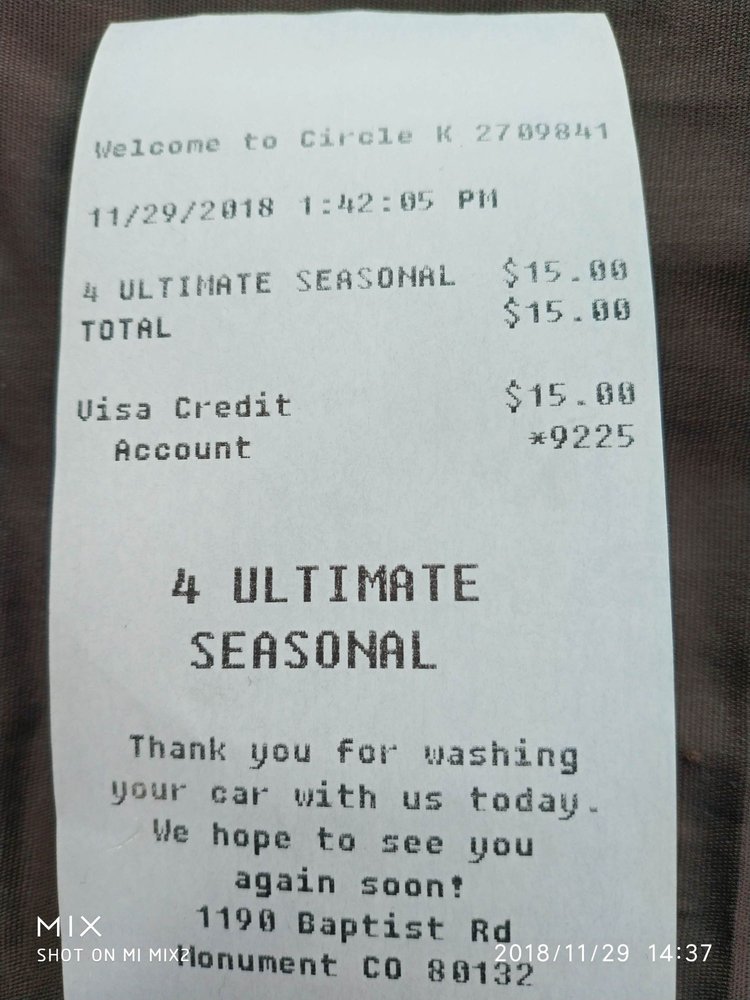 Welcome to Circle K 2709841
11/29/2018 1:42:05 PM
4 ULTIMATE SEASONAL $15.00
TOTAL $15.00
Visa Credit $15.00
Account *9225
4 ULTIMATE
SEASONAL
Thank you for washing
your car with us today.
We hope to see you
again soon!
1190 Baptist Rd
Monument CO 80132
MIX
SHOT ON MI MIX2
2018/11/29 14:37